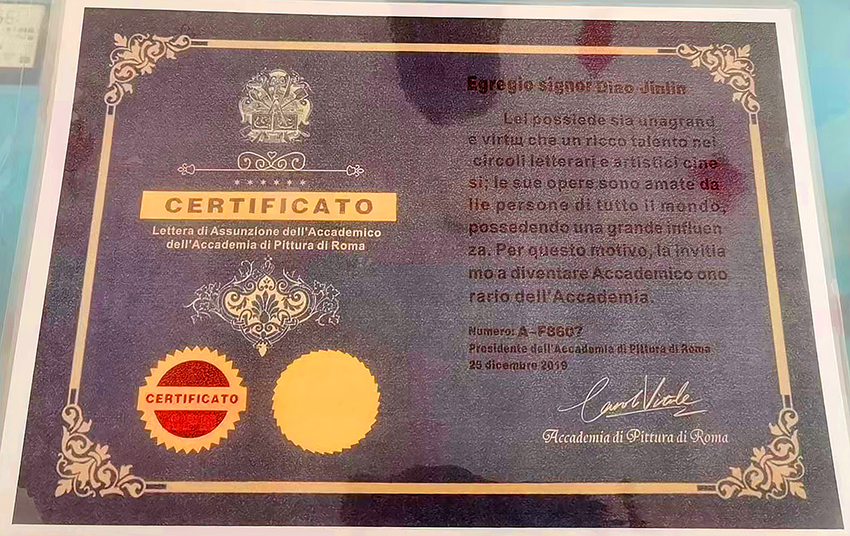 CERTIFICATO
Lettera di Assunzione dell'Accademico
dell'Accademia di Pittura di Roma
CERTIFICATO
Egregio signor Diao Jinlin
Lei possiede sia unagrand
e virtшchе un ricco talento nei
circoli letterari e artistici cine
si; le sue opere sono amate da
lle persone di tutto il mondo,
possedendo una grande influen
za. Per questo motivo, la invitia
mo a diventare Accademico ono
rario dell'Accademia.
Numero: A-F8607
Presidente dell'Accademia di Pittura di Roma
25 dicembre 2019
Carol Vitale
Accademia di Pittura di Roma